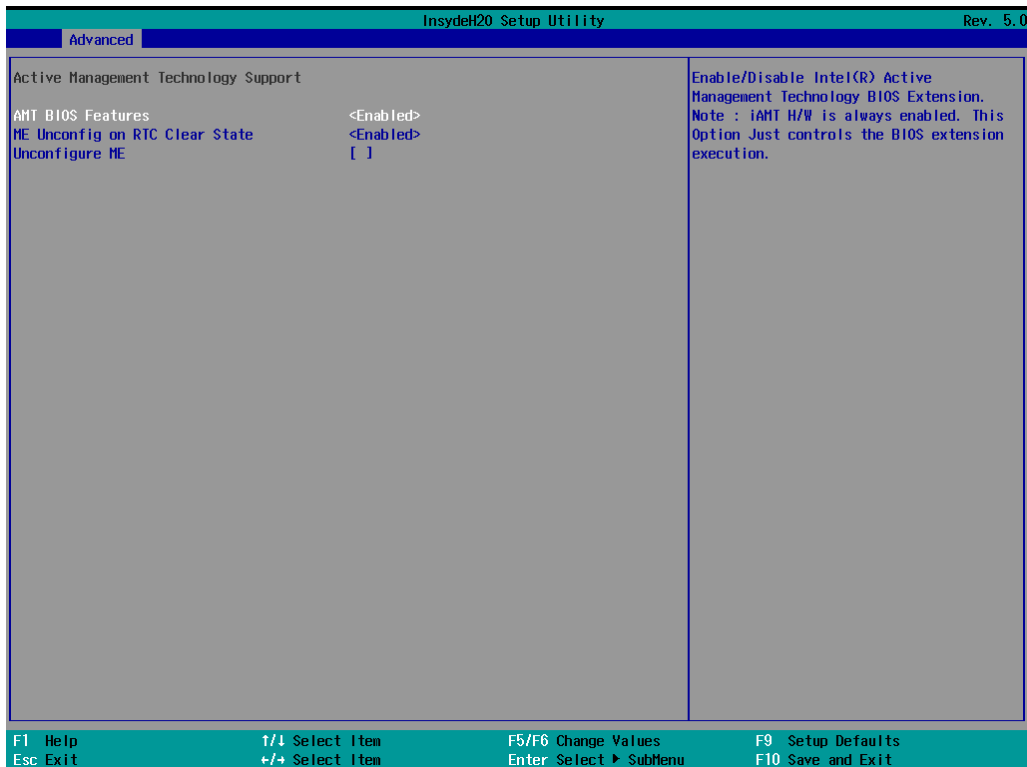 InsydeH2O Setup Utility Rev. 5.0
Advanced
Active Management Technology Support
AMT BIOS Features <Enabled>
ME Unconfig on RTC Clear State <Enabled>
Unconfigure ME [ ]
Enable/Disable Intel(R) Active
Management Technology BIOS Extension.
Note : iAMT H/W is always enabled. This
Option Just controls the BIOS extension
execution.
F1 Help ↑/↓ Select Item F5/F6 Change Values F9 Setup Defaults
Esc Exit ←/→ Select Item Enter Select ▶ SubMenu F10 Save and Exit